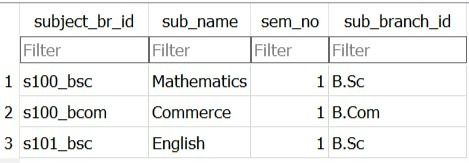 subject_br_id sub_name sem_no sub_branch_id
Filter Filter Filter Filter
1 s100_bsc Mathematics 1 B.Sc
2 s100_bcom Commerce 1 B.Com
3 s101_bsc English 1 B.Sc